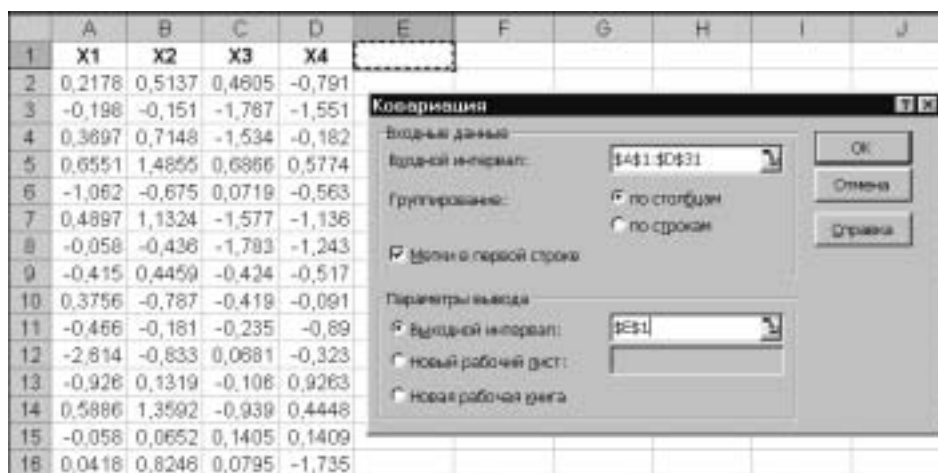 A B C D E F G H I J
1 X1 X2 X3 X4
2 0,2178 0,5137 0,4605 -0,791
3 -0,198 -0,151 -1,767 -1,551
4 0,3697 0,7148 -1,534 -0,182
5 0,6551 1,4855 0,6866 0,5774
6 -1,062 -0,675 0,0719 -0,563
7 0,4897 1,1324 -1,577 -1,136
8 -0,058 -0,436 -1,783 -1,243
9 -0,415 0,4459 -0,424 -0,517
10 0,3756 -0,787 -0,419 -0,091
11 -0,466 -0,181 -0,235 -0,89
12 -2,614 -0,833 0,0681 -0,323
13 -0,926 0,1319 -0,106 0,9263
14 0,5886 1,3592 -0,939 0,4448
15 -0,058 0,0652 0,1405 0,1409
16 0,0418 0,8246 0,0795 -1,735
Ковариация
Входные данные
Входной интервал: $A$1:$D$31
Группирование: по столбцам
по строкам
Метки в первой строке
OK
Отмена
Справка
Параметры вывода
Выходной интервал: $E$1
Новый рабочий лист:
Новая рабочая книга